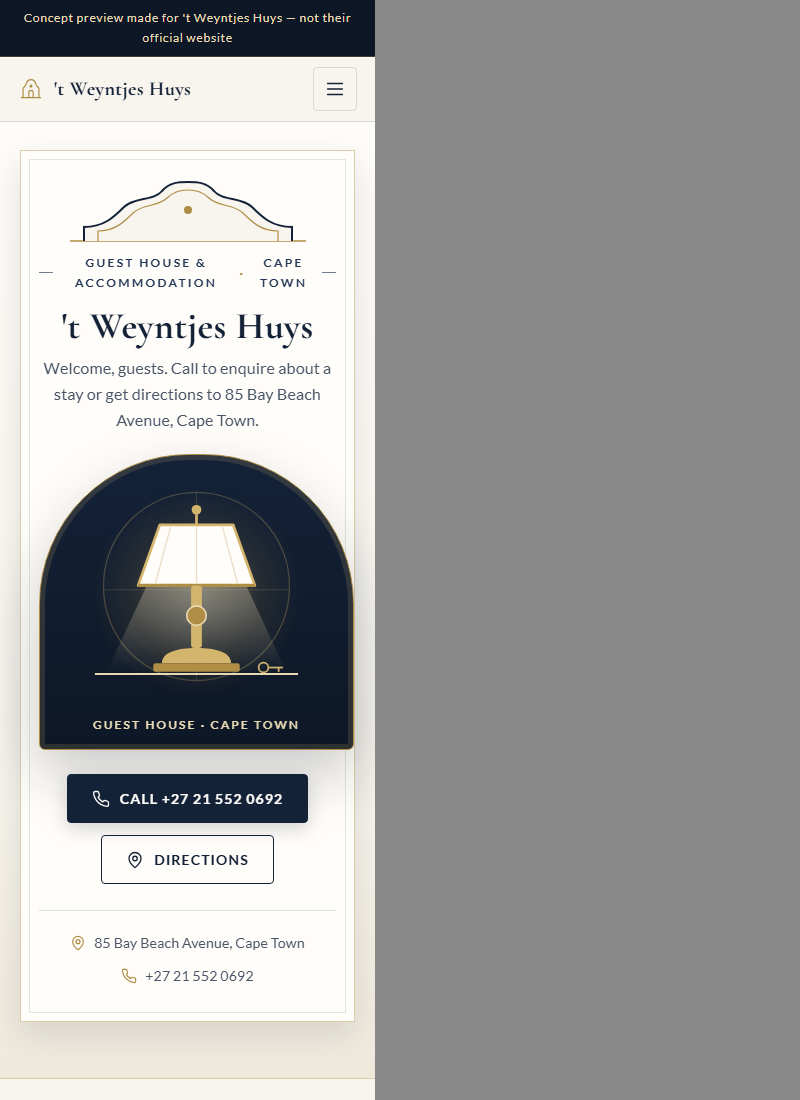 Concept preview made for 't Weyntjes Huys — not their
official website
't Weyntjes Huys
GUEST HOUSE &
ACCOMMODATION
·
CAPE
TOWN
't Weyntjes Huys
Welcome, guests. Call to enquire about a
stay or get directions to 85 Bay Beach
Avenue, Cape Town.
GUEST HOUSE · CAPE TOWN
CALL +27 21 552 0692
DIRECTIONS
85 Bay Beach Avenue, Cape Town
+27 21 552 0692